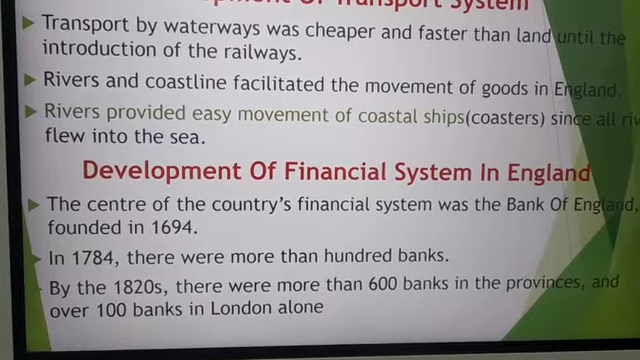 Development Of Transport System
Transport by waterways was cheaper and faster than land until the
introduction of the railways.
Rivers and coastline facilitated the movement of goods in England.
Rivers provided easy movement of coastal ships(coasters) since all
flew into the sea.
Development Of Financial System In England
The centre of the country's financial system was the Bank Of England,
founded in 1694.
In 1784, there were more than hundred banks.
By the 1820s, there were more than 600 banks in the provinces, and
over 100 banks in London alone